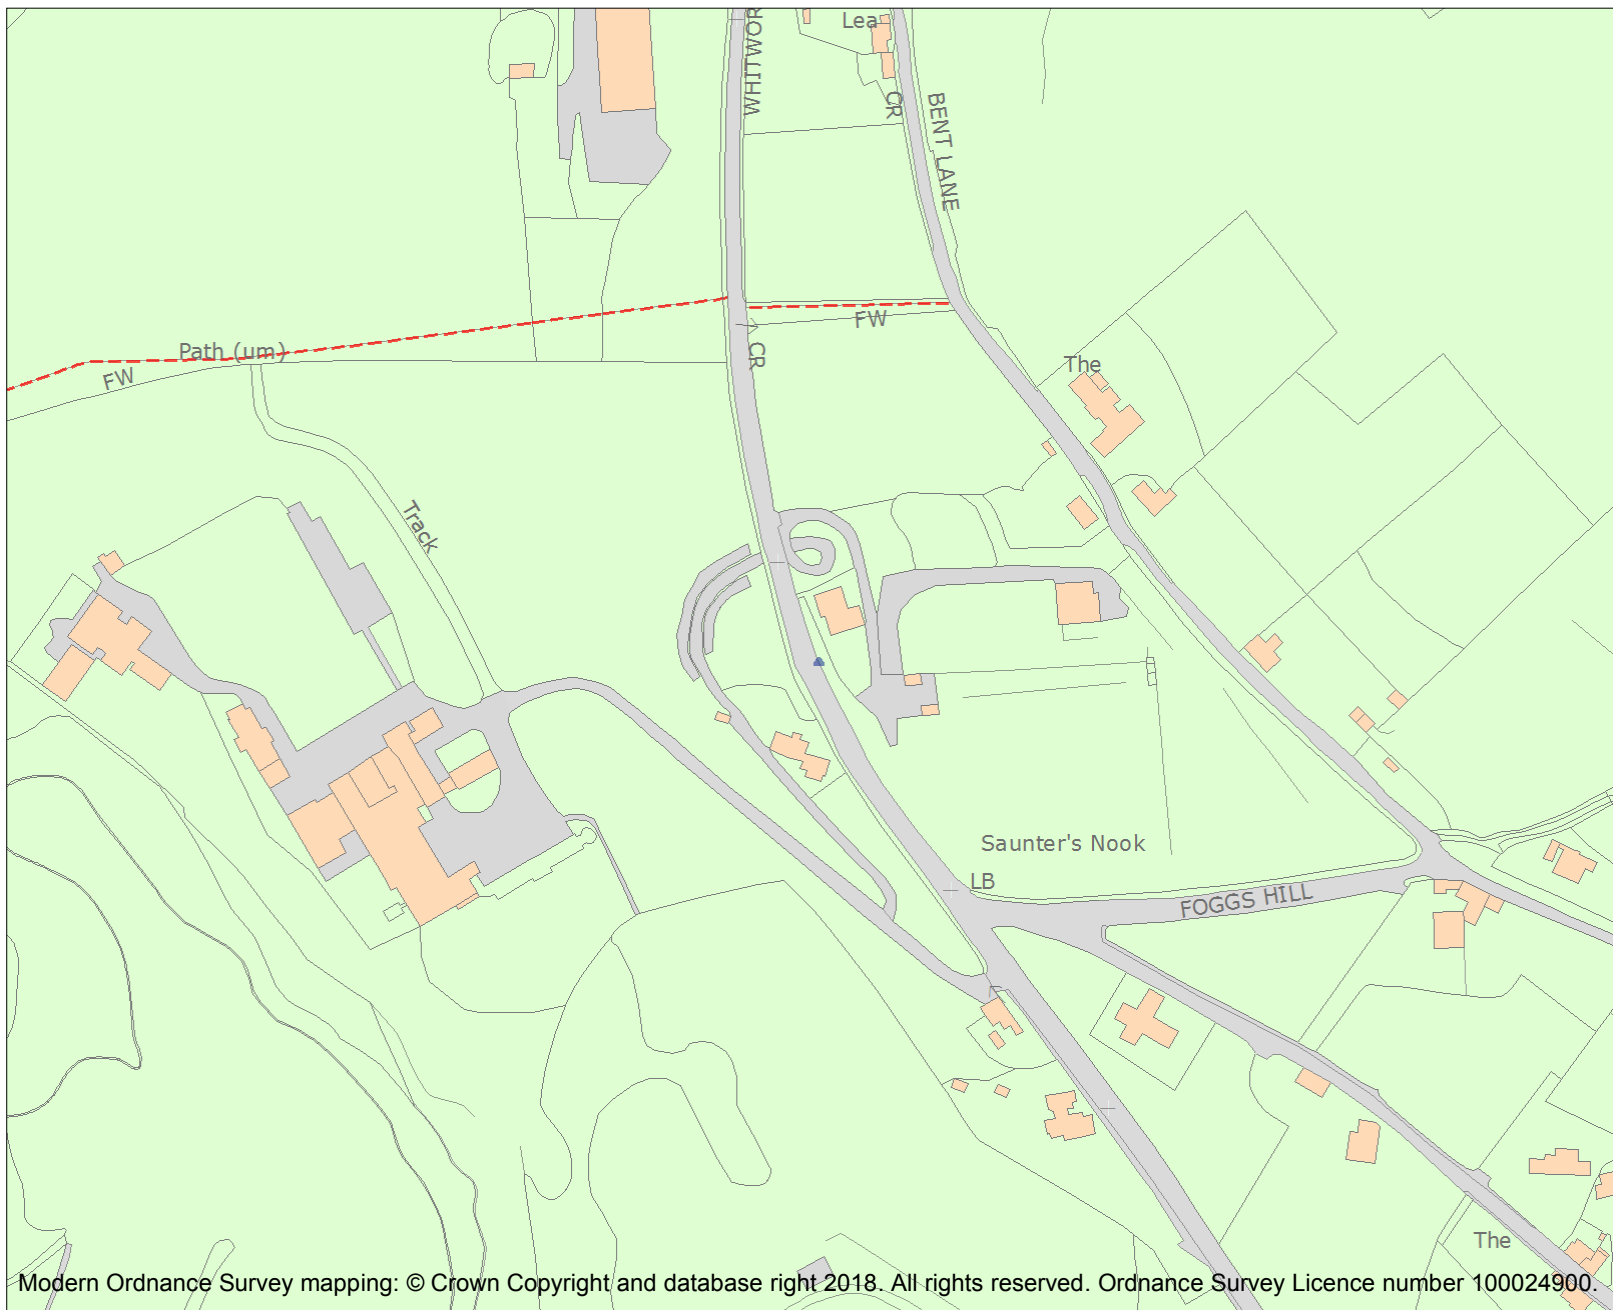 Lea
WHITWOR
CR
BENT LANE
FW
Path (um)
FW
CR
The
Track
Saunter's Nook
LB
FOGGS HILL
The
Modern Ordnance Survey mapping: © Crown Copyright and database right 2018. All rights reserved. Ordnance Survey Licence number 100024900.